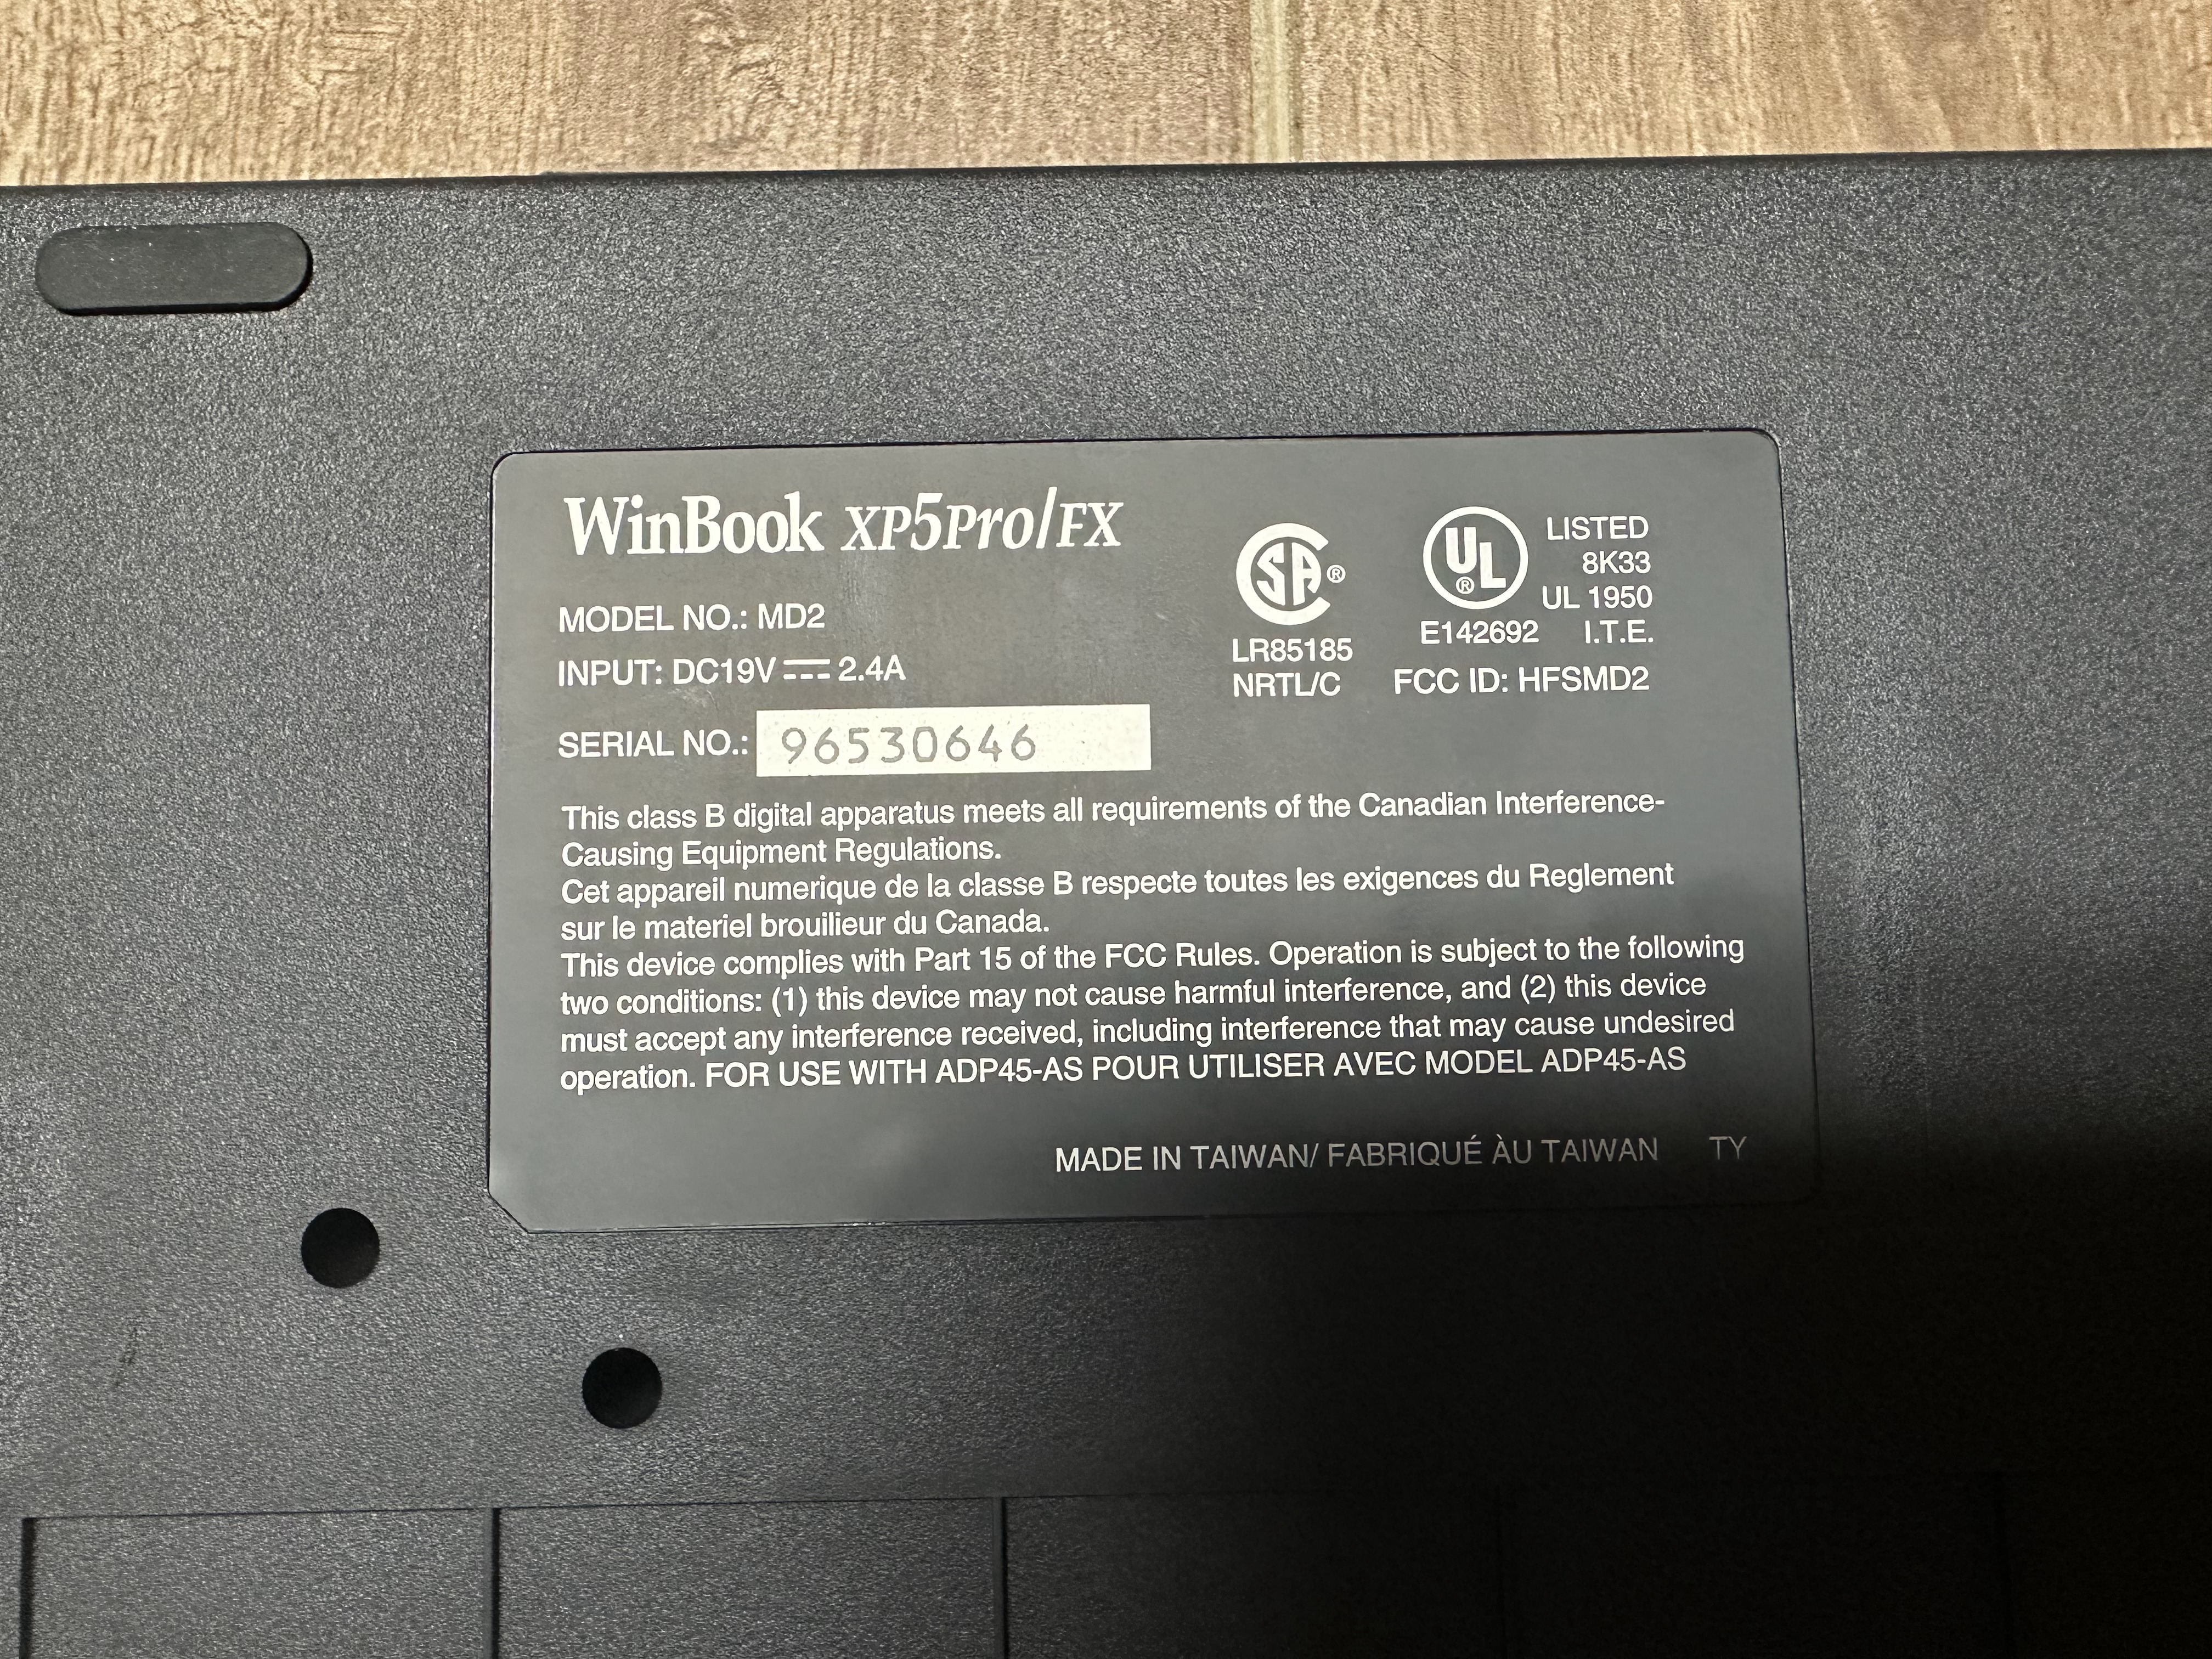 WinBook XP5Pro/FX
MODEL NO.: MD2
INPUT: DC19V 2.4A
SERIAL NO.: 96530646
SA ®
LR85185
NRTL/C
UL ®
LISTED
8K33
UL 1950
E142692 I.T.E.
FCC ID: HFSMD2
This class B digital apparatus meets all requirements of the Canadian Interference-
Causing Equipment Regulations.
Cet appareil numerique de la classe B respecte toutes les exigences du Reglement
sur le materiel brouilieur du Canada.
This device complies with Part 15 of the FCC Rules. Operation is subject to the following
two conditions: (1) this device may not cause harmful interference, and (2) this device
must accept any interference received, including interference that may cause undesired
operation. FOR USE WITH ADP45-AS POUR UTILISER AVEC MODEL ADP45-AS
MADE IN TAIWAN/ FABRIQUÉ ÀU TAIWAN TY